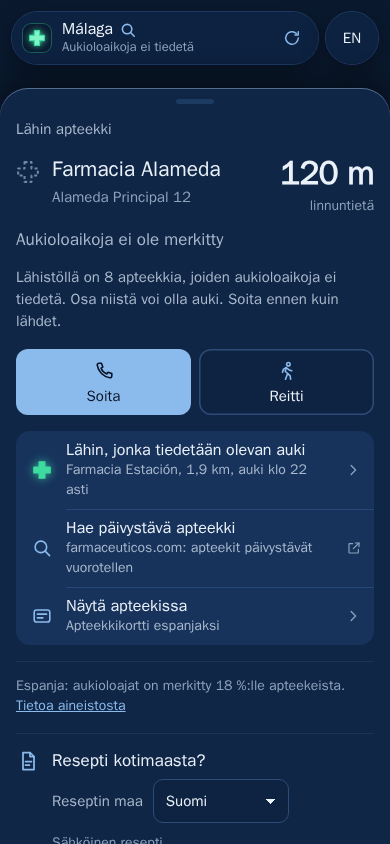 Málaga
Aukioloaikoja ei tiedetä
EN
Lähin apteekki
Farmacia Alameda
120 m
Alameda Principal 12
linnuntietä
Aukioloaikoja ei ole merkitty
Lähistöllä on 8 apteekkia, joiden aukioloaikoja ei
tiedetä. Osa niistä voi olla auki. Soita ennen kuin
lähdet.
Soita
Reitti
Lähin, jonka tiedetään olevan auki
Farmacia Estación, 1,9 km, auki klo 22
asti
Hae päivystävä apteekki
farmaceuticos.com: apteekit päivystävät
vuorotellen
Näytä apteekissa
Apteekkikortti espanjaksi
Espanja: aukioloajat on merkitty 18 %:lle apteekeista.
Tietoa aineistosta
Resepti kotimaasta?
Reseptin maa
Suomi
Sähköinen resepti